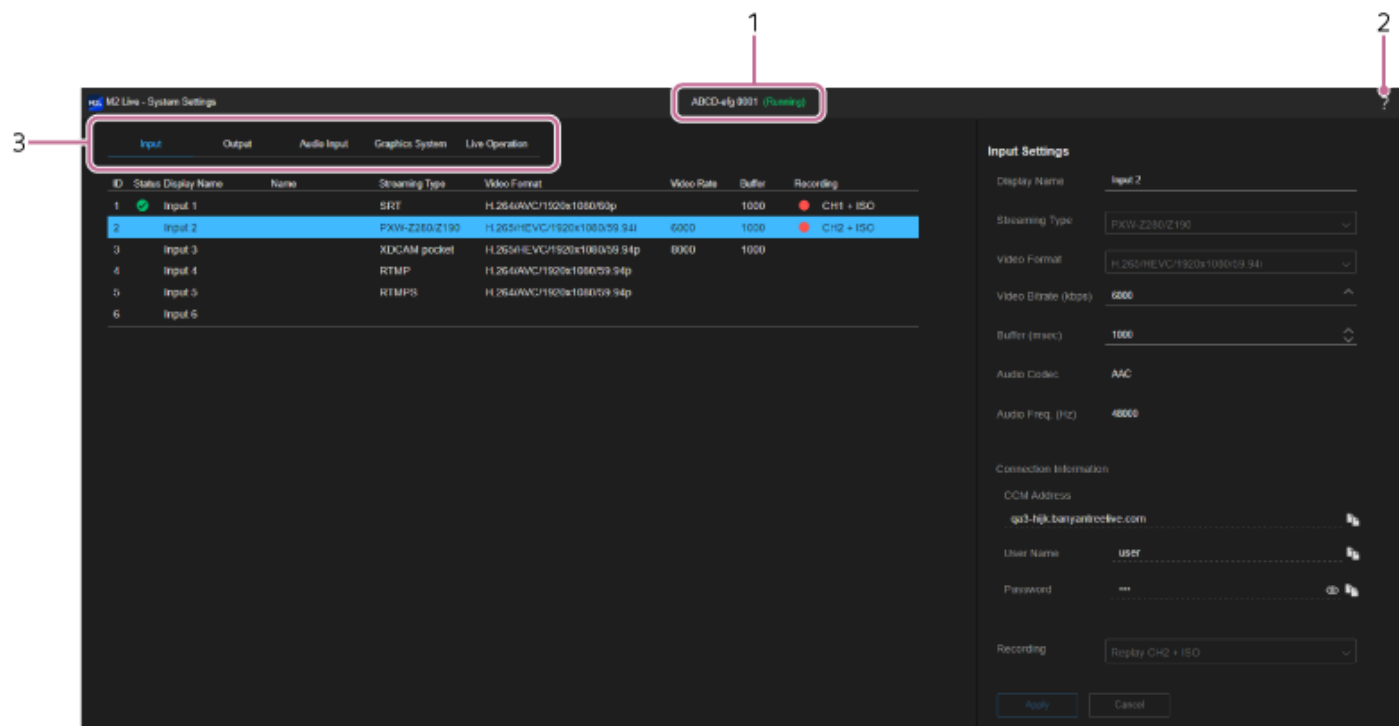 1
2
3
M2 Live - System Settings
ABCD-efg 0001 (Running)
?
Input Output Audio Input Graphics System Live Operation
ID Status Display Name Name Streaming Type Video Format Video Rate Buffer Recording
1 Input 1 SRT H.264/AVC/1920x1080/60p 1000 CH1 + ISO
2 Input 2 PXW-Z280/Z190 H.265/HEVC/1920x1080/59.94i 6000 1000 CH2 + ISO
3 Input 3 XDCAM pocket H.265/HEVC/1920x1080/59.94p 8000 1000
4 Input 4 RTMP H.264/AVC/1920x1080/59.94p
5 Input 5 RTMPS H.264/AVC/1920x1080/59.94p
6 Input 6
Input Settings
Display Name Input 2
Streaming Type PXW-Z280/Z190
Video Format H.265/HEVC/1920x1080/59.94i
Video Bitrate (kbps) 6000
Buffer (msec) 1000
Audio Codec AAC
Audio Freq. (Hz) 48000
Connection Information
CCM Address
qa3-hijk.banyantreelive.com
User Name user
Password •••
Recording Replay CH2 + ISO
Apply Cancel